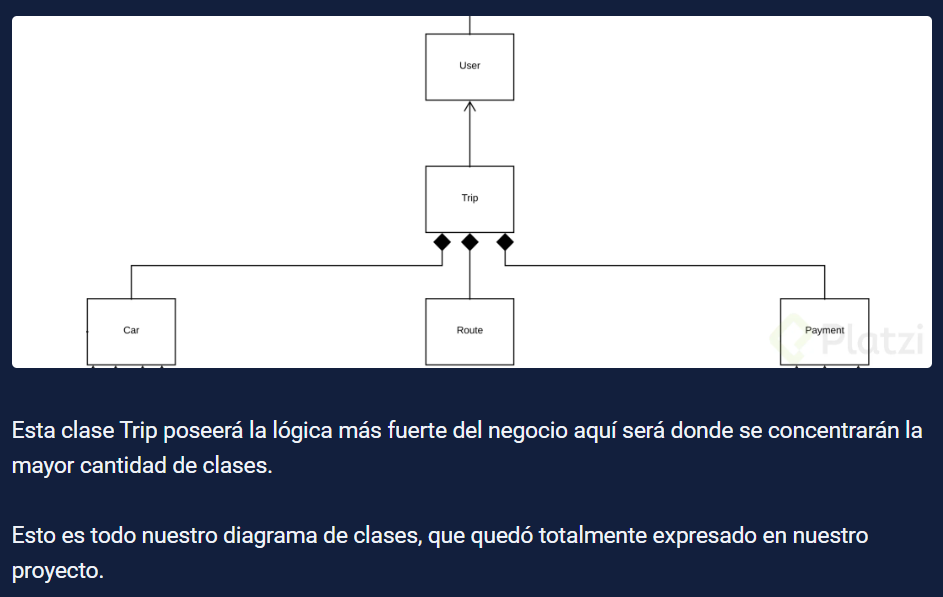 User
Trip
Car
Route
Payment
Platzi
Esta clase Trip poseerá la lógica más fuerte del negocio aquí será donde se concentrarán la
mayor cantidad de clases.
Esto es todo nuestro diagrama de clases, que quedó totalmente expresado en nuestro
proyecto.